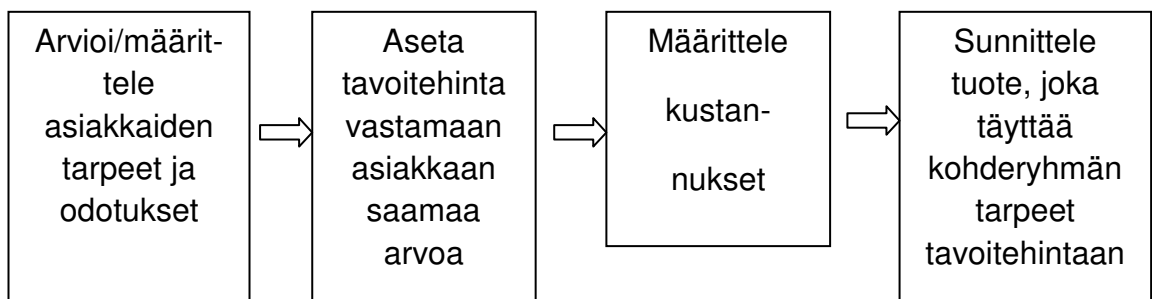 Arvioi/määrit-
tele
asiakkaiden
tarpeet ja
odotukset
Aseta
tavoitehinta
vastamaan
asiakkaan
saamaa
arvoa
Määrittele
kustan-
nukset
Sunnittele
tuote, joka
täyttää
kohderyhmän
tarpeet
tavoitehintaan